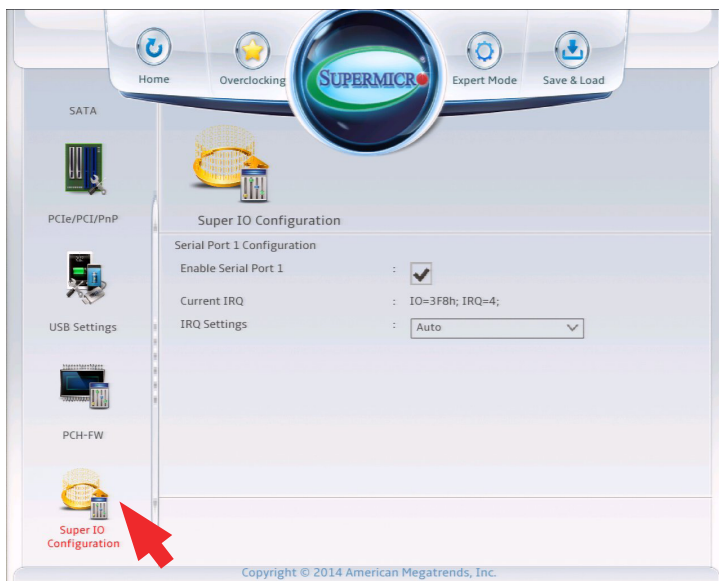 Home
Overclocking
SUPERMICRO
Expert Mode
Save & Load
SATA
PCIe/PCI/PnP
USB Settings
PCH-FW
Super IO
Configuration
Super IO Configuration
Serial Port 1 Configuration
Enable Serial Port 1 :
Current IRQ : IO=3F8h; IRQ=4;
IRQ Settings : Auto
Copyright © 2014 American Megatrends, Inc.